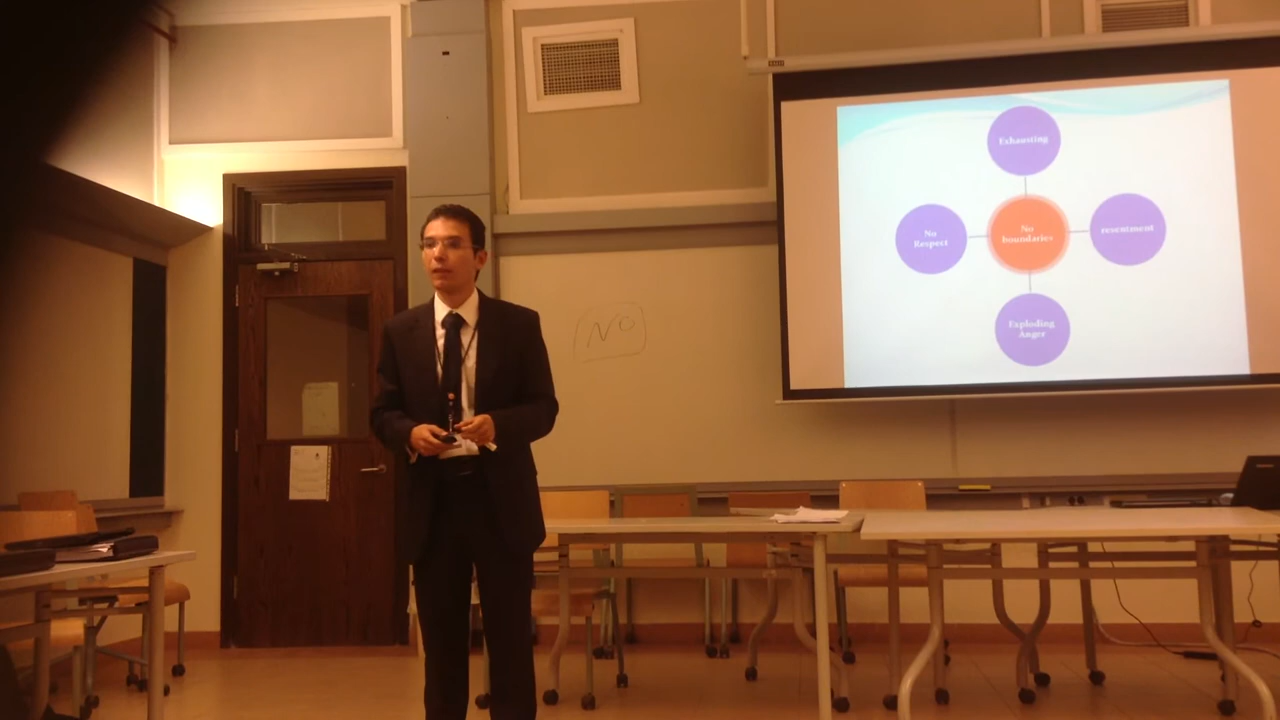 Exhausting
No
Respect
No
boundaries
resentment
Exploding
Anger
NO